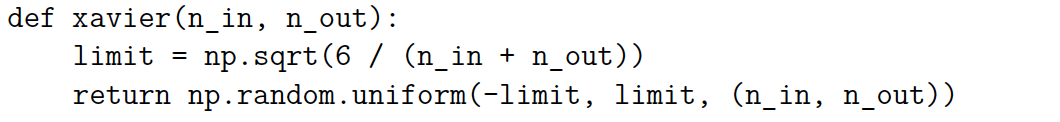 def xavier(n_in, n_out):
    limit = np.sqrt(6 / (n_in + n_out))
    return np.random.uniform(-limit, limit, (n_in, n_out))